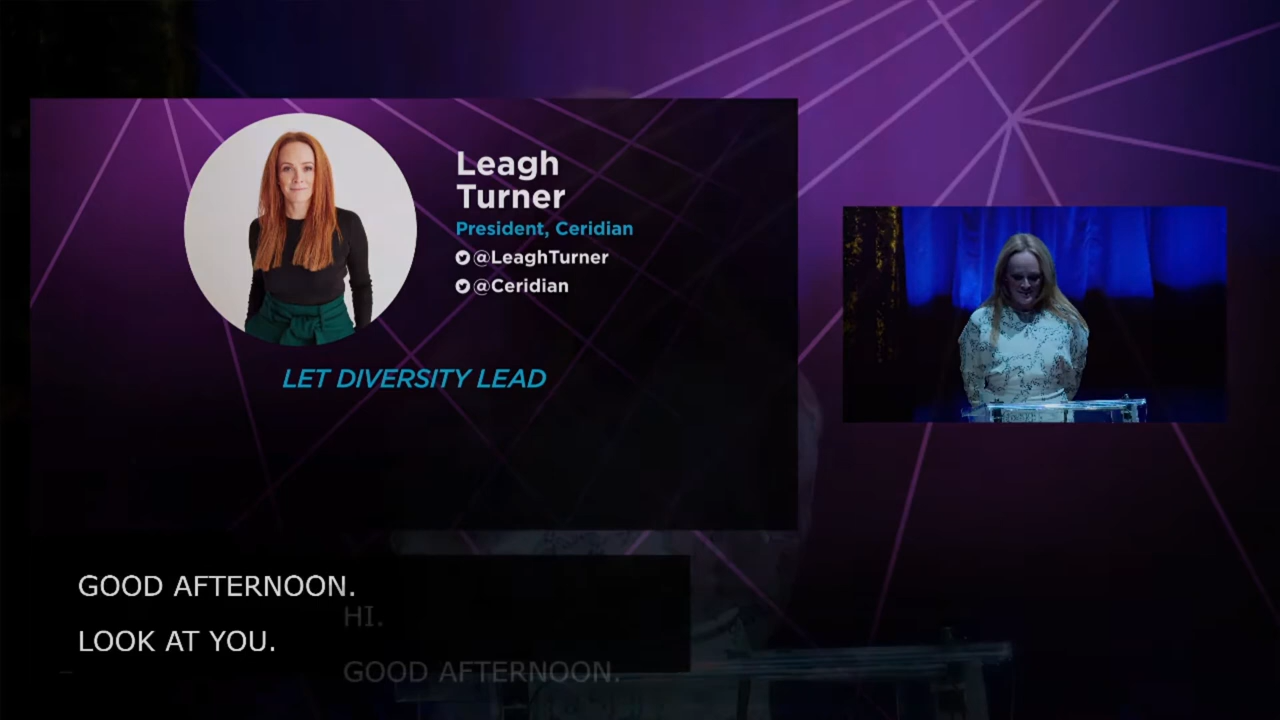 Leagh
Turner
President, Ceridian
@LeaghTurner
@Ceridian
LET DIVERSITY LEAD
GOOD AFTERNOON.
LOOK AT YOU.
HI.
GOOD AFTERNOON.